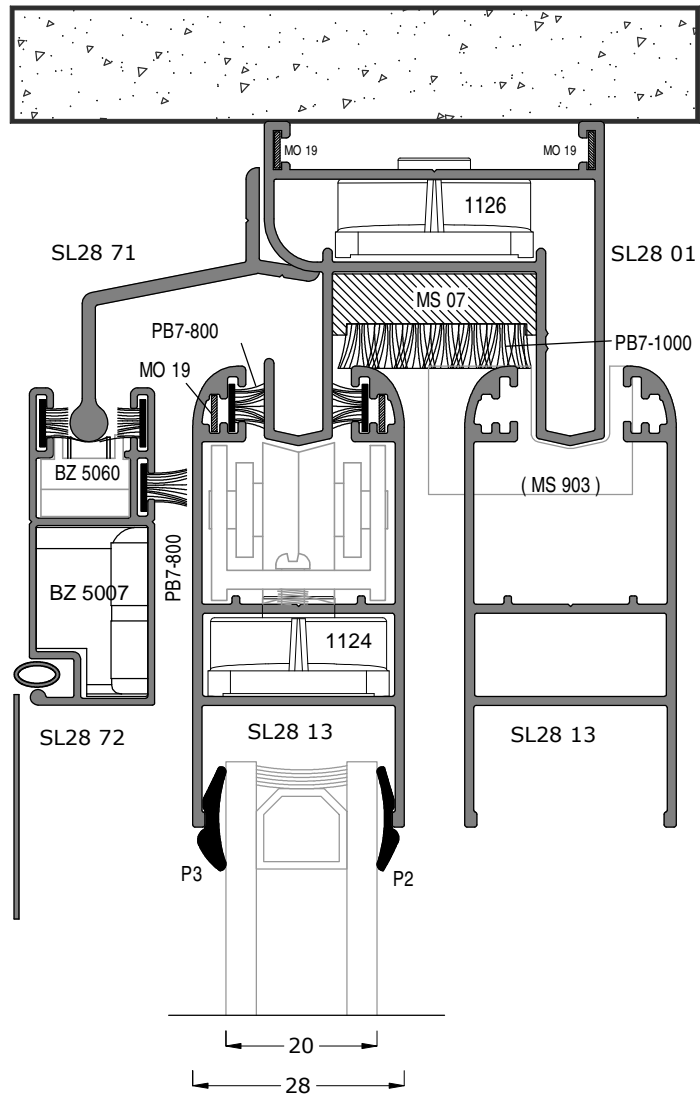 MO 19
MO 19
1126
SL28 71
SL28 01
MS 07
PB7-800
PB7-1000
MO 19
BZ 5060
( MS 903 )
PB7-800
BZ 5007
1124
SL28 72
SL28 13
SL28 13
P3
P2
20
28